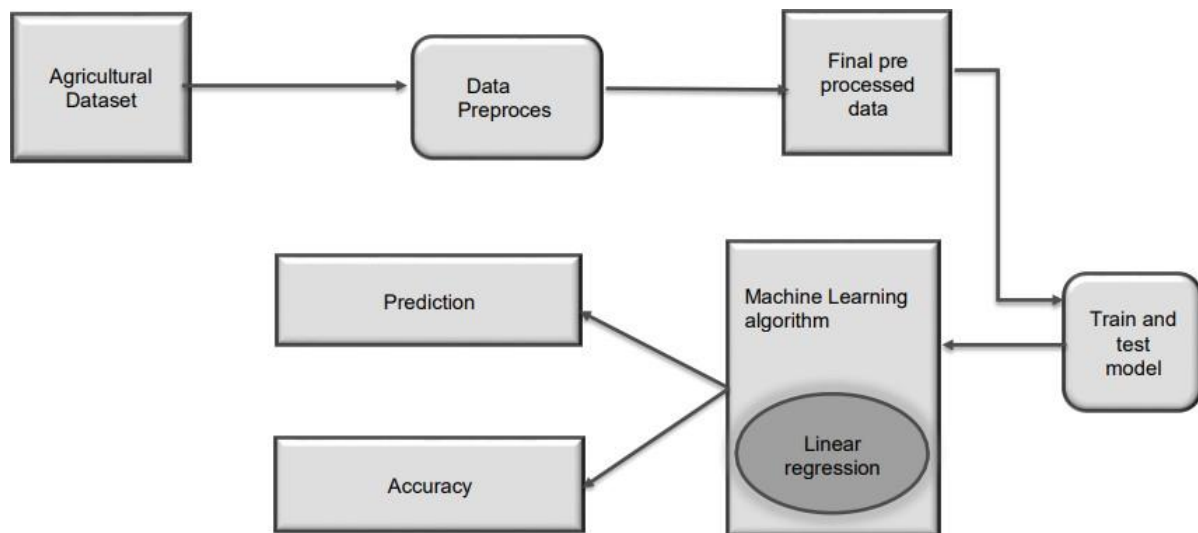 Agricultural
Dataset
Data
Preproces
Final pre
processed
data
Train and
test
model
Machine Learning
algorithm
Linear
regression
Prediction
Accuracy